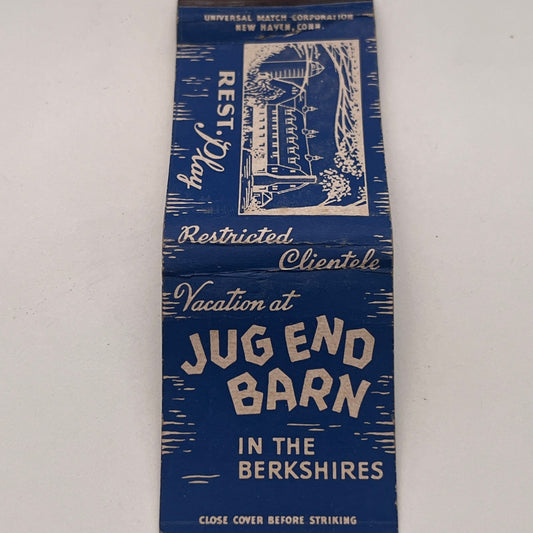 UNIVERSAL MATCH CORPORATION
NEW HAVEN, CONN.
REST. Play
Restricted
Clientele
Vacation at
JUG END
BARN
IN THE
BERKSHIRES
CLOSE COVER BEFORE STRIKING